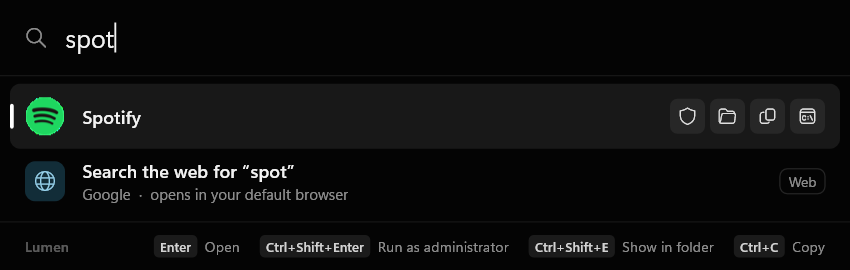 spot
Spotify
C:\
Search the web for “spot”
Google · opens in your default browser
Web
Lumen Enter Open Ctrl+Shift+Enter Run as administrator Ctrl+Shift+E Show in folder Ctrl+C Copy